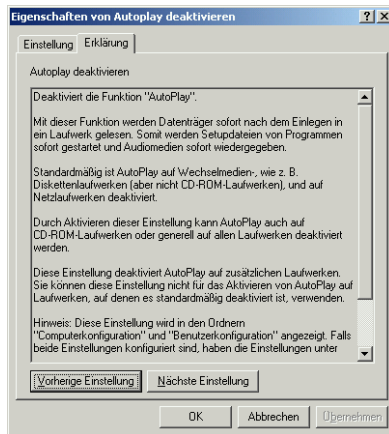 Eigenschaften von Autoplay deaktivieren
Einstellung
Erklärung
Autoplay deaktivieren
Deaktiviert die Funktion "AutoPlay".
Mit dieser Funktion werden Datenträger sofort nach dem Einlegen in
ein Laufwerk gelesen. Somit werden Setupdateien von Programmen
sofort gestartet und Audiomedien sofort wiedergegeben.
Standardmäßig ist AutoPlay auf Wechselmedien-, wie z. B.
Diskettenlaufwerken (aber nicht CD-ROM-Laufwerken), und auf
Netzlaufwerken deaktiviert.
Durch Aktivieren dieser Einstellung kann AutoPlay auch auf
CD-ROM-Laufwerken oder generell auf allen Laufwerken deaktiviert
werden.
Diese Einstellung deaktiviert AutoPlay auf zusätzlichen Laufwerken.
Sie können diese Einstellung nicht für das Aktivieren von AutoPlay auf
Laufwerken, auf denen es standardmäßig deaktiviert ist, verwenden.
Hinweis: Diese Einstellung wird in den Ordnern
"Computerkonfiguration" und "Benutzerkonfiguration" angezeigt. Falls
beide Einstellungen konfiguriert sind, haben die Einstellungen unter
Vorherige Einstellung
Nächste Einstellung
OK
Abbrechen
Übernehmen